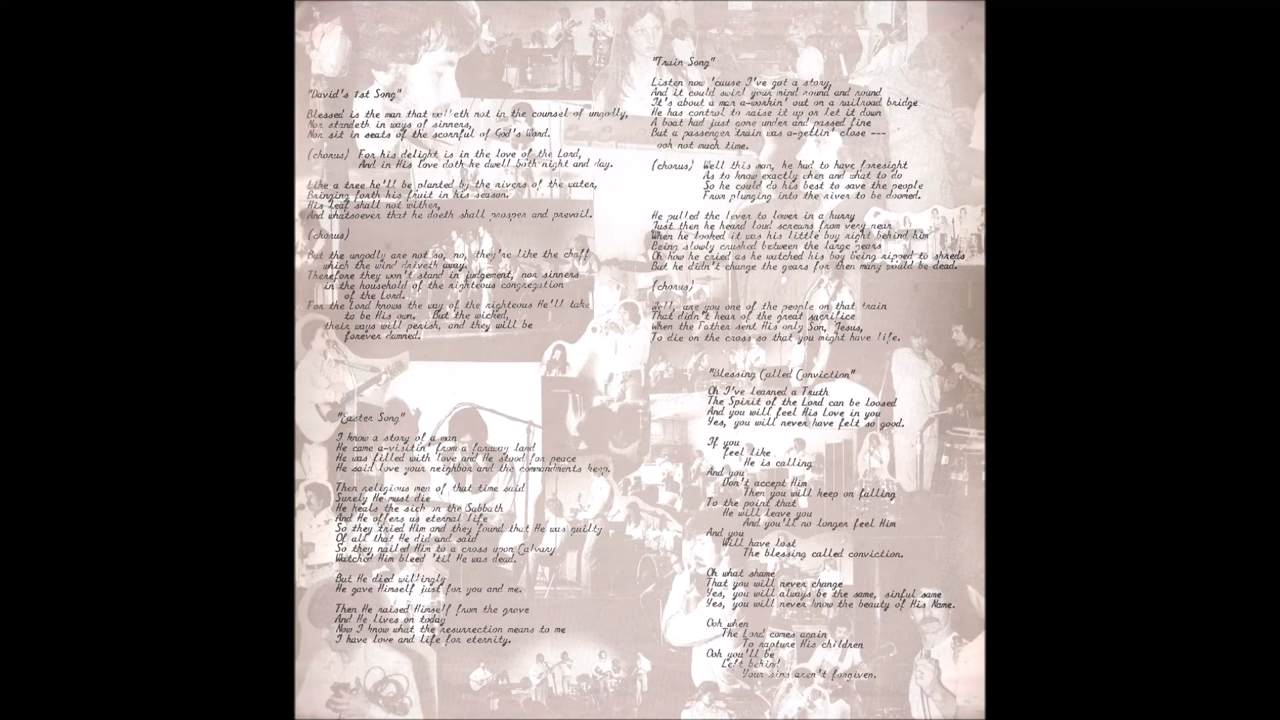 "David's 1st Song"
Blessed is the man that walketh not in the counsel of ungodly,
Nor standeth in ways of sinners,
Nor sit in seats of the scornful of God's Word.
(chorus) For his delight is in the love of the Lord,
And in His love doth he dwell both night and day.
Like a tree he'll be planted by the rivers of the water,
Bringing forth his fruit in his season.
His leaf shall not wither,
And whatsoever that he doeth shall prosper and prevail.
(chorus)
But the ungodly are not so, no, they're like the chaff
which the wind driveth away.
Therefore they won't stand in judgement, nor sinners
in the household of the righteous congregation
of the Lord.
For the Lord knows the way of the righteous He'll take
to be His own. But the wicked,
their ways will perish, and they will be
forever damned.
"Easter Song"
I know a story of a man
He came a-visitin' from a faraway land
He was filled with love and He stood for peace
He said love your neighbor and the commandments keep.
Then religious men of that time said
Surely He must die
He heals the sick on the Sabbath
And He offers us eternal life
So they tried Him and they found that He was guilty
Of all that He did and said
So they nailed Him to a cross upon Calvary
Watched Him bleed 'til He was dead.
But He died willingly
He gave Himself just for you and me.
Then He raised Himself from the grave
And He lives on today
Now I know what the resurrection means to me
I have love and life for eternity.
"Train Song"
Listen now 'cause I've got a story,
And it could swirl your mind round and round
It's about a man a-workin' out on a railroad bridge
He has control to raise it up or let it down
A boat had just gone under and passed fine
But a passenger train was a-gettin' close ---
ooh not much time.
(chorus) Well this man, he had to have foresight
As to know exactly when and what to do
So he could do his best to save the people
From plunging into the river to be doomed.
He pulled the lever to lower in a hurry
Just then he heard loud screams from very near
When he looked it was his little boy right behind him
Being slowly crushed between the large gears
Oh how he cried as he watched his boy being ripped to shreds
But he didn't change the gears for then many would be dead.
(chorus)
Well, are you one of the people on that train
That didn't hear of the great sacrifice
When the Father sent His only Son, Jesus,
To die on the cross so that you might have life.
"Blessing Called Conviction"
Oh I've learned a Truth
The Spirit of the Lord can be loosed
And you will feel His Love in you
Yes, you will never have felt so good.
If you
feel like
He is calling
And you
Don't accept Him
Then you will keep on falling
To the point that
He will leave you
And you'll no longer feel Him
And you
Will have lost
The blessing called conviction.
Oh what shame
That you will never change
Yes, you will always be the same, sinful same
Yes, you will never know the beauty of His Name.
Ooh when
The Lord comes again
To rapture His children
Ooh you'll be
Left behind
Your sins aren't forgiven.